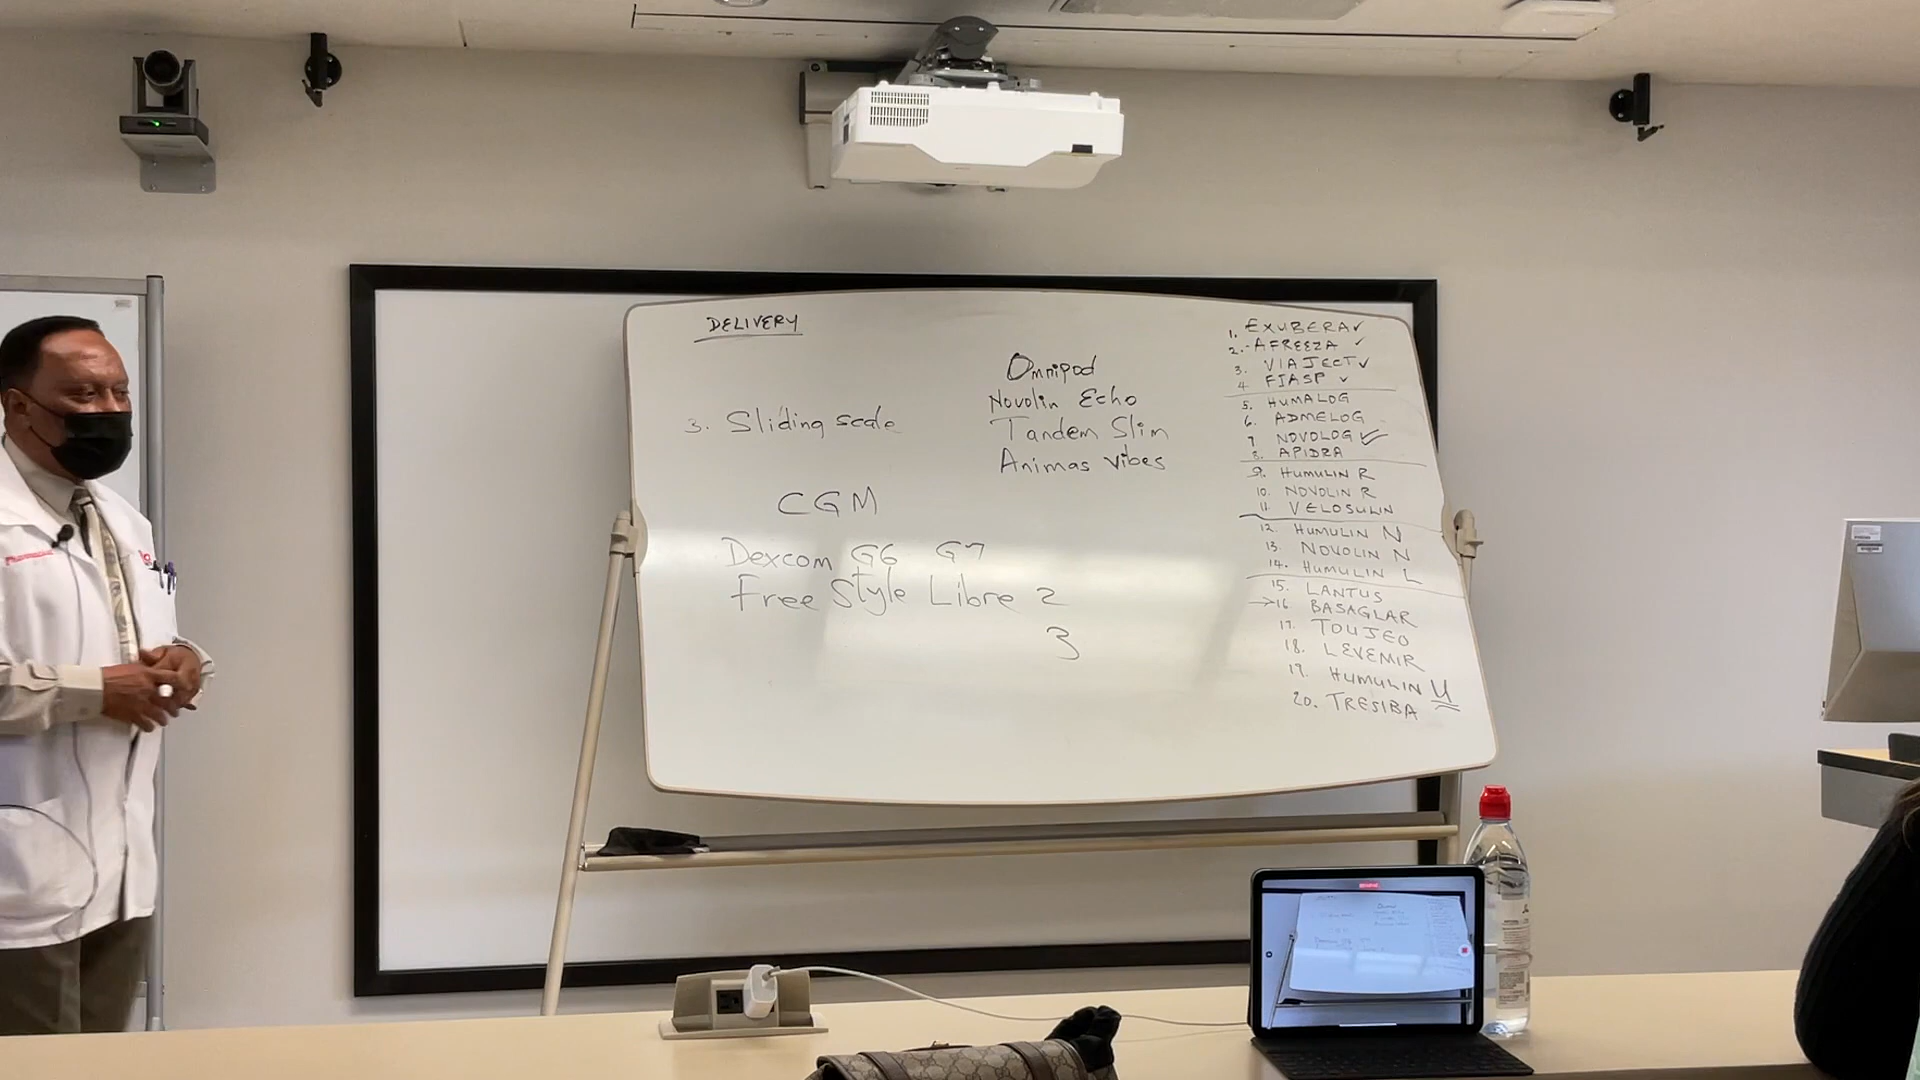 DELIVERY
3. Sliding scale
CGM
Dexcom G6 G7
Free Style Libre 2
3
Omnipod
Novolin Echo
Tandem Slim
Animas Vibes
1. EXUBERA ✓
2. AFREEZA ✓
3. VIAJECT ✓
4 FIASP ✓
5. HUMALOG
6. ADMELOG
7 NOVOLOG ✓
8. APIDRA
9. HUMULIN R
10. NOVOLIN R
11 VELOSULIN
12. HUMULIN N
13. NOVOLIN N
14. HUMULIN L
15. LANTUS
→16 BASAGLAR
17. TOUJEO
18. LEVEMIR
19. HUMULIN U
20. TRESIBA